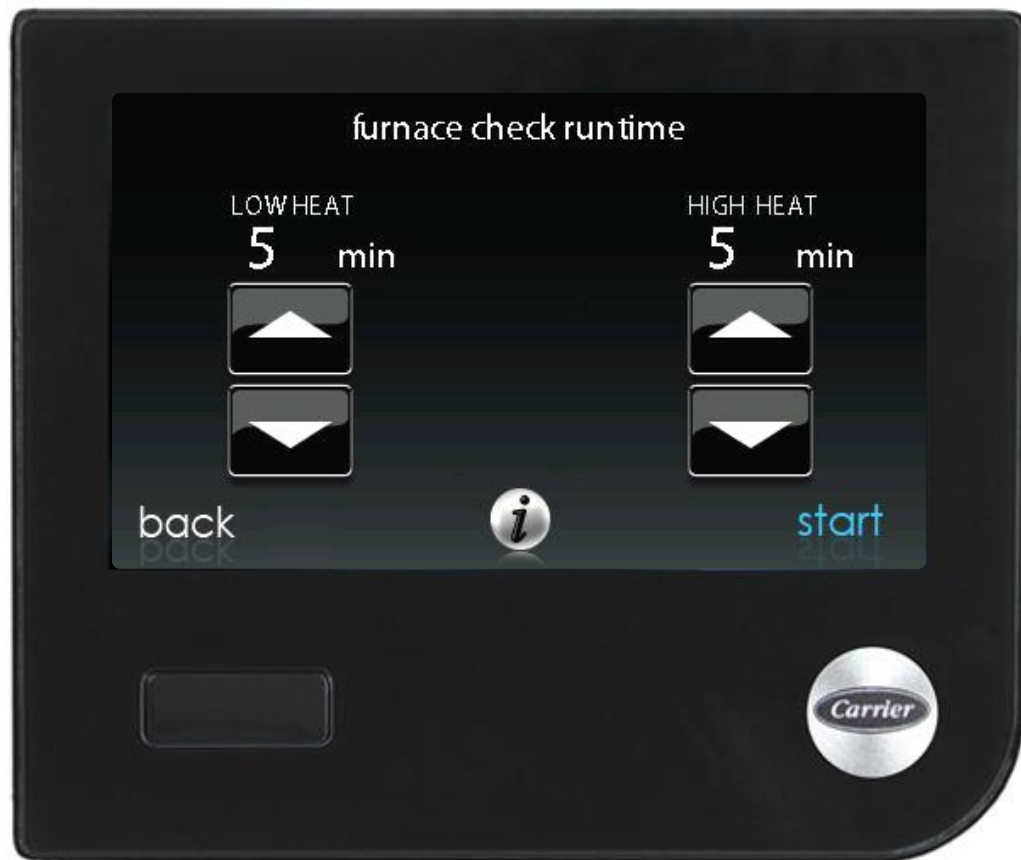 furnace check runtime
LOW HEAT
HIGH HEAT
5 min
5 min
back
i
start
Carrier